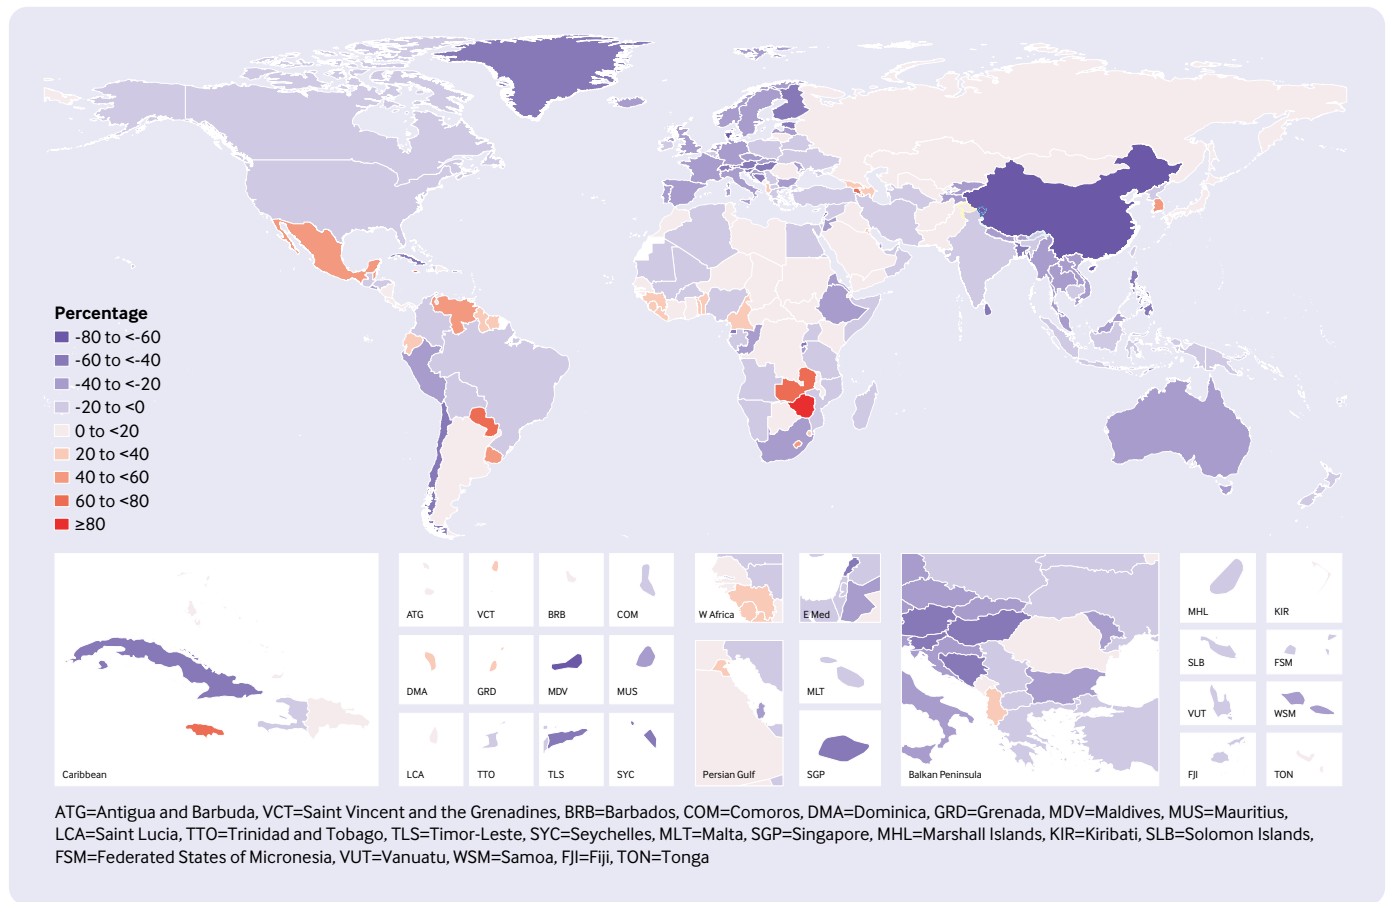 Percentage
-80 to <-60
-60 to <-40
-40 to <-20
-20 to <0
0 to <20
20 to <40
40 to <60
60 to <80
≥80
Caribbean
ATG
VCT
BRB
COM
DMA
GRD
MDV
MUS
LCA
TTO
TLS
SYC
W Africa
E Med
Persian Gulf
MLT
SGP
Balkan Peninsula
MHL
KIR
SLB
FSM
VUT
WSM
FJI
TON
ATG=Antigua and Barbuda, VCT=Saint Vincent and the Grenadines, BRB=Barbados, COM=Comoros, DMA=Dominica, GRD=Grenada, MDV=Maldives, MUS=Mauritius,
LCA=Saint Lucia, TTO=Trinidad and Tobago, TLS=Timor-Leste, SYC=Seychelles, MLT=Malta, SGP=Singapore, MHL=Marshall Islands, KIR=Kiribati, SLB=Solomon Islands,
FSM=Federated States of Micronesia, VUT=Vanuatu, WSM=Samoa, FJI=Fiji, TON=Tonga